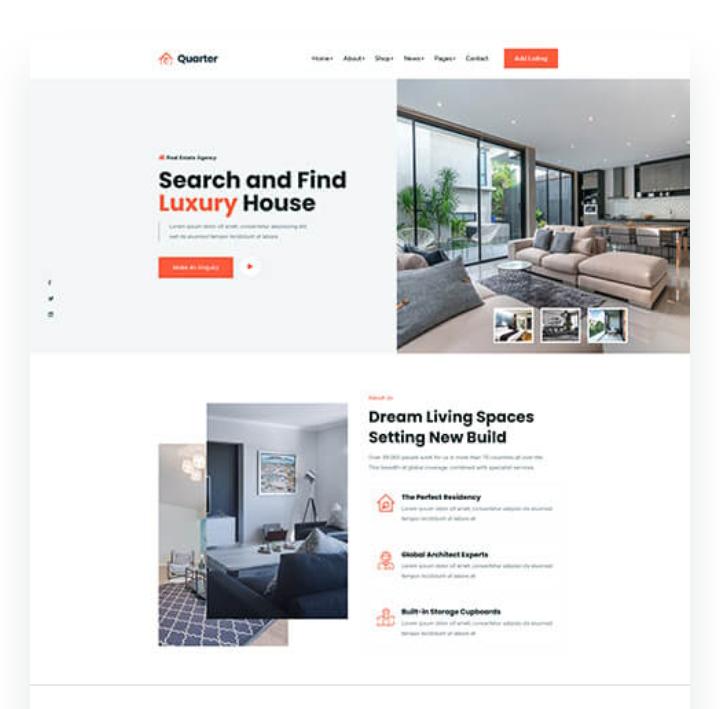 Quarter
Home+ About+ Shop+ News+ Pages+ Contact Add Listing
Real Estate Agency
Search and Find
Luxury House
Lorem ipsum dolor sit amet, consectetur adipisicing elit,
sed do eiusmod tempor incididunt ut labore.
Make An Enquiry
About Us
Dream Living Spaces
Setting New Build
Over 39,000 people work for us in more than 70 countries all over the
This breadth of global coverage, combined with specialist services
The Perfect Residency
Lorem ipsum dolor sit amet, consectetur adipisic do eiusmod
tempor incididunt ut labore et
Global Architect Experts
Lorem ipsum dolor sit amet, consectetur adipisic do eiusmod
tempor incididunt ut labore et
Built-in Storage Cupboards
Lorem ipsum dolor sit amet, consectetur adipisic do eiusmod
tempor incididunt ut labore et